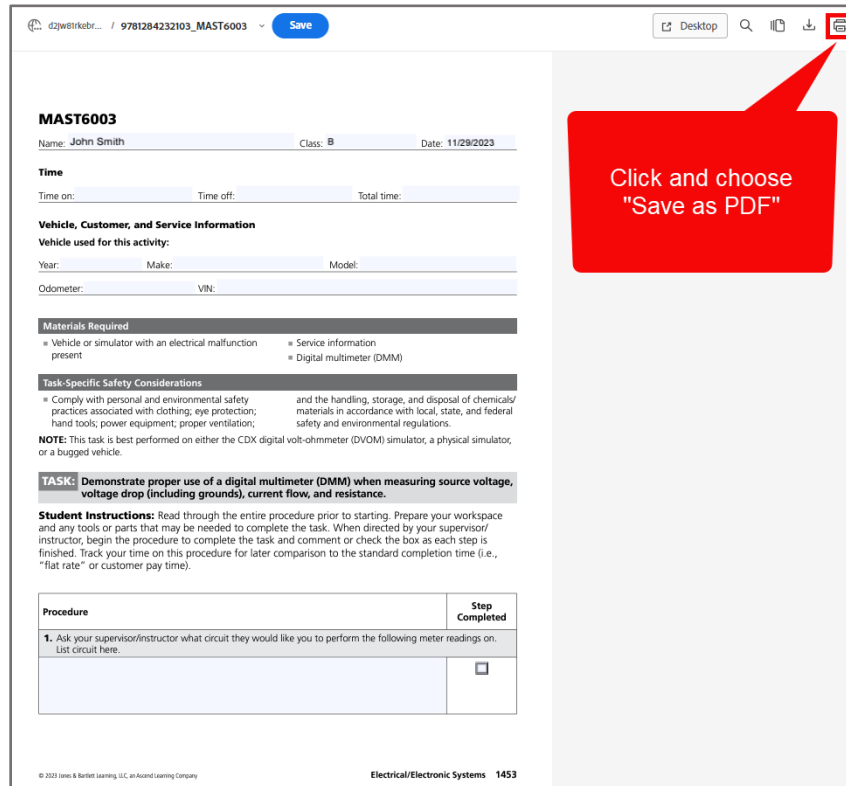 d2jw81rkebr... / 9781284232103_MAST6003 Save Desktop
Click and choose
"Save as PDF"
MAST6003
Name: John Smith Class: B Date: 11/29/2023
Time
Time on: Time off: Total time:
Vehicle, Customer, and Service Information
Vehicle used for this activity:
Year: Make: Model:
Odometer: VIN:
Materials Required
▪ Vehicle or simulator with an electrical malfunction
present
▪ Service information
▪ Digital multimeter (DMM)
Task-Specific Safety Considerations
▪ Comply with personal and environmental safety
practices associated with clothing; eye protection;
hand tools; power equipment; proper ventilation;
and the handling, storage, and disposal of chemicals/
materials in accordance with local, state, and federal
safety and environmental regulations.
NOTE: This task is best performed on either the CDX digital volt-ohmmeter (DVOM) simulator, a physical simulator,
or a bugged vehicle.
TASK: Demonstrate proper use of a digital multimeter (DMM) when measuring source voltage,
voltage drop (including grounds), current flow, and resistance.
Student Instructions: Read through the entire procedure prior to starting. Prepare your workspace
and any tools or parts that may be needed to complete the task. When directed by your supervisor/
instructor, begin the procedure to complete the task and comment or check the box as each step is
finished. Track your time on this procedure for later comparison to the standard completion time (i.e.,
“flat rate” or customer pay time).
Procedure
Step
Completed
1. Ask your supervisor/instructor what circuit they would like you to perform the following meter readings on.
List circuit here.
© 2023 Jones & Bartlett Learning, LLC, an Ascend Learning Company
Electrical/Electronic Systems 1453